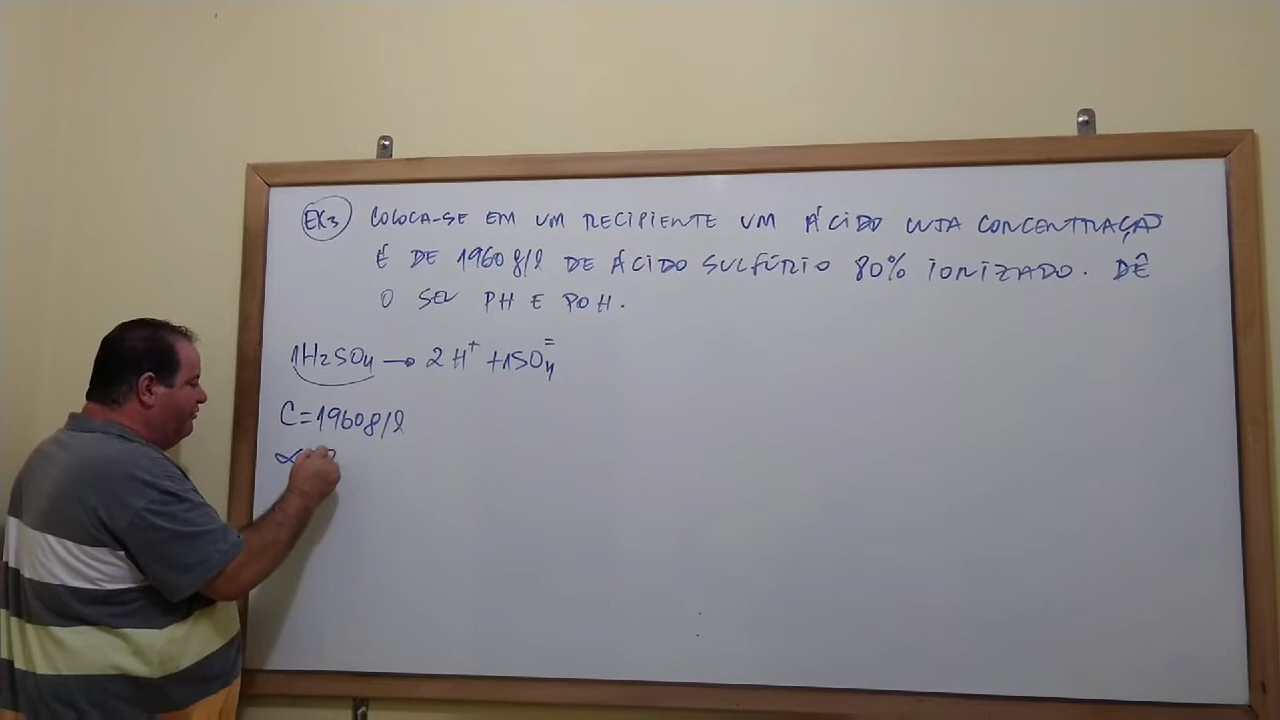 EX3 COLOCA-SE EM UM RECIPIENTE UM ÁCIDO CUJA CONCENTRAÇÃO
É DE 1960 g/l DE ÁCIDO SULFÚRIO 80% IONIZADO. DÊ
O SEU PH E POH.
1H2SO4 → 2H⁺ + 1SO4⁼
C=1960g/l
α